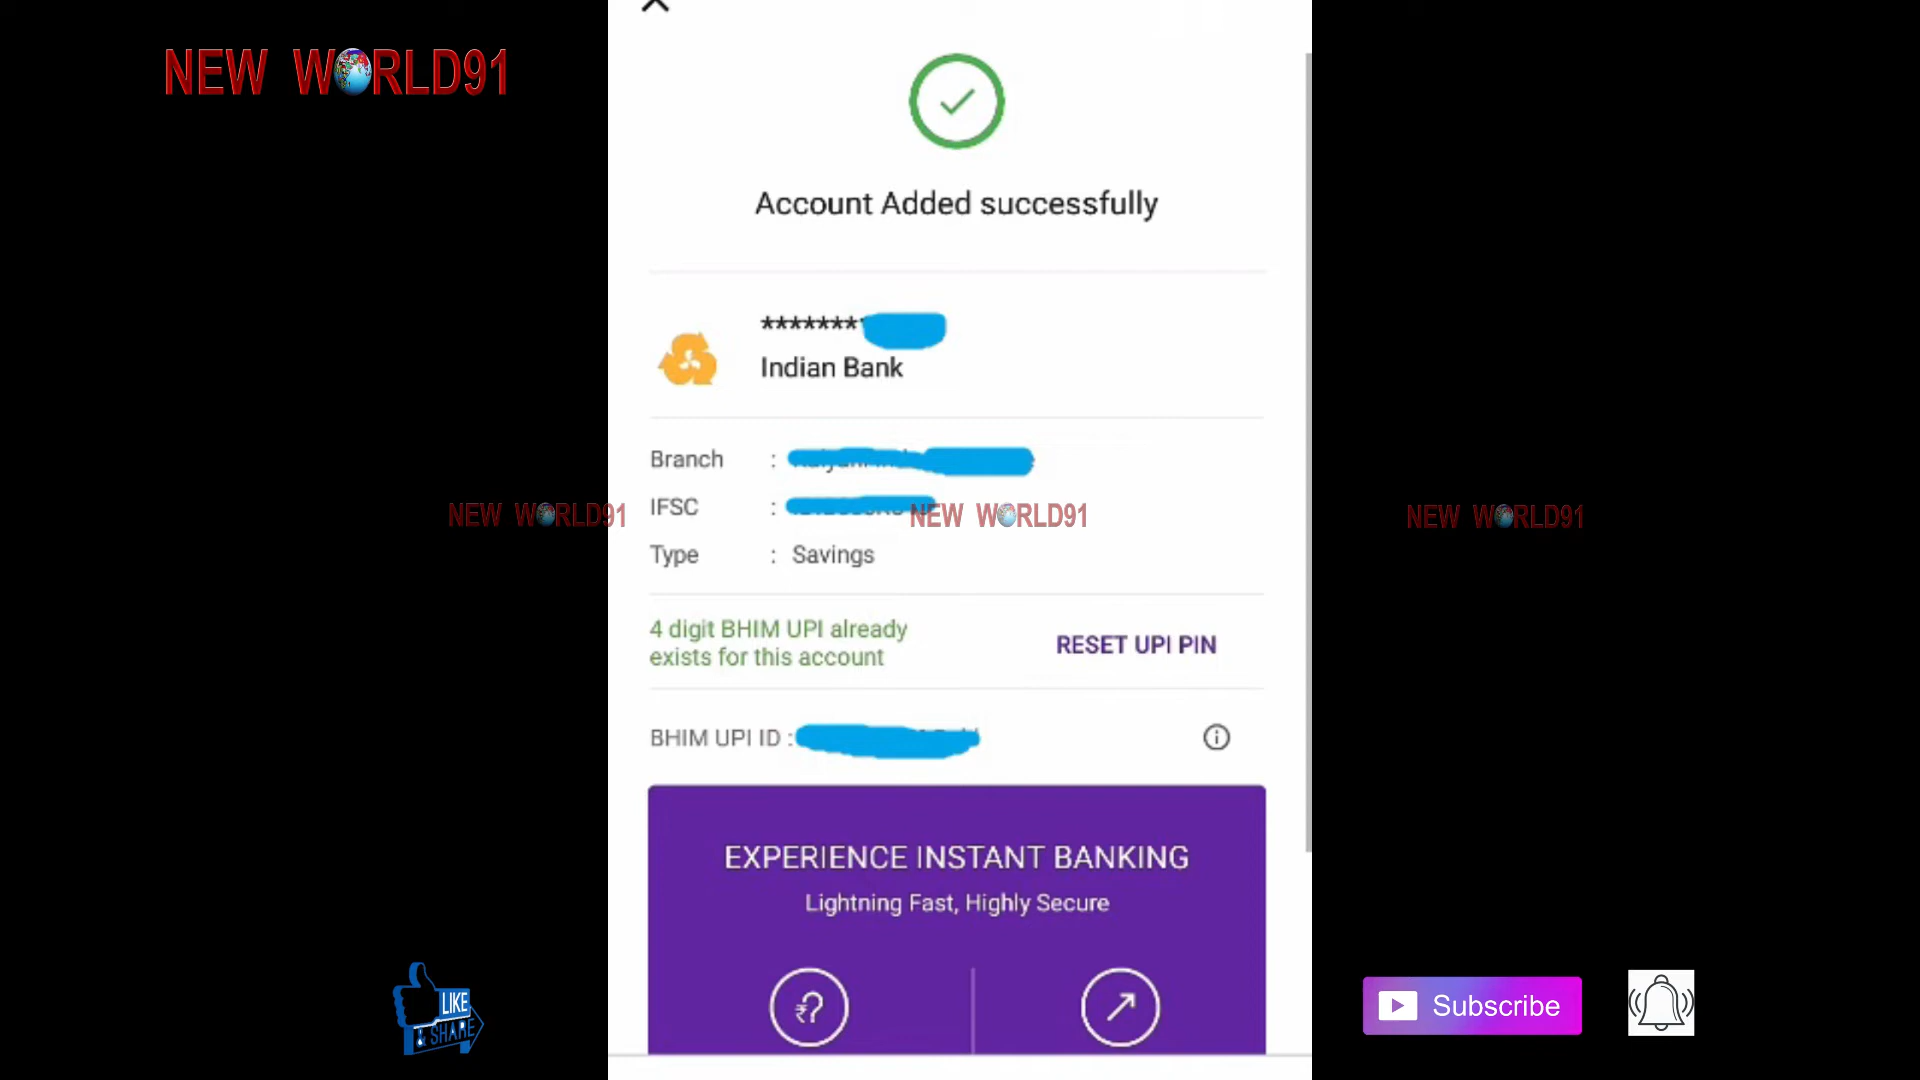 NEW WORLD91
Account Added successfully
*******
Indian Bank
Branch :
IFSC :
Type : Savings
NEW WORLD91
NEW WORLD91
NEW WORLD91
4 digit BHIM UPI already
exists for this account
RESET UPI PIN
BHIM UPI ID :
EXPERIENCE INSTANT BANKING
Lightning Fast, Highly Secure
LIKE
& SHARE
Subscribe